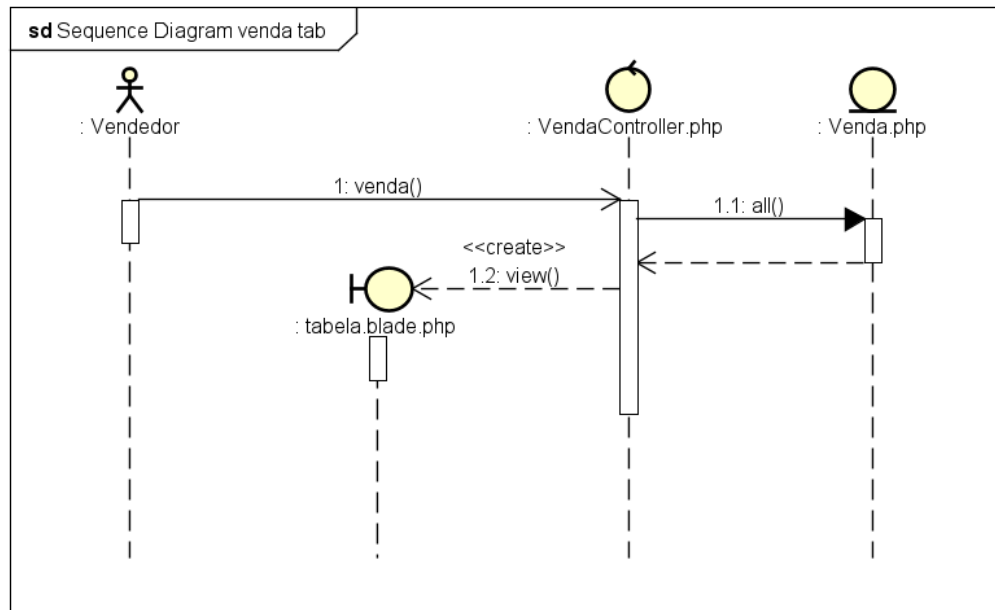 sd Sequence Diagram venda tab
: Vendedor
: VendaController.php
: Venda.php
1: venda()
1.1: all()
<<create>>
1.2: view()
: tabela.blade.php